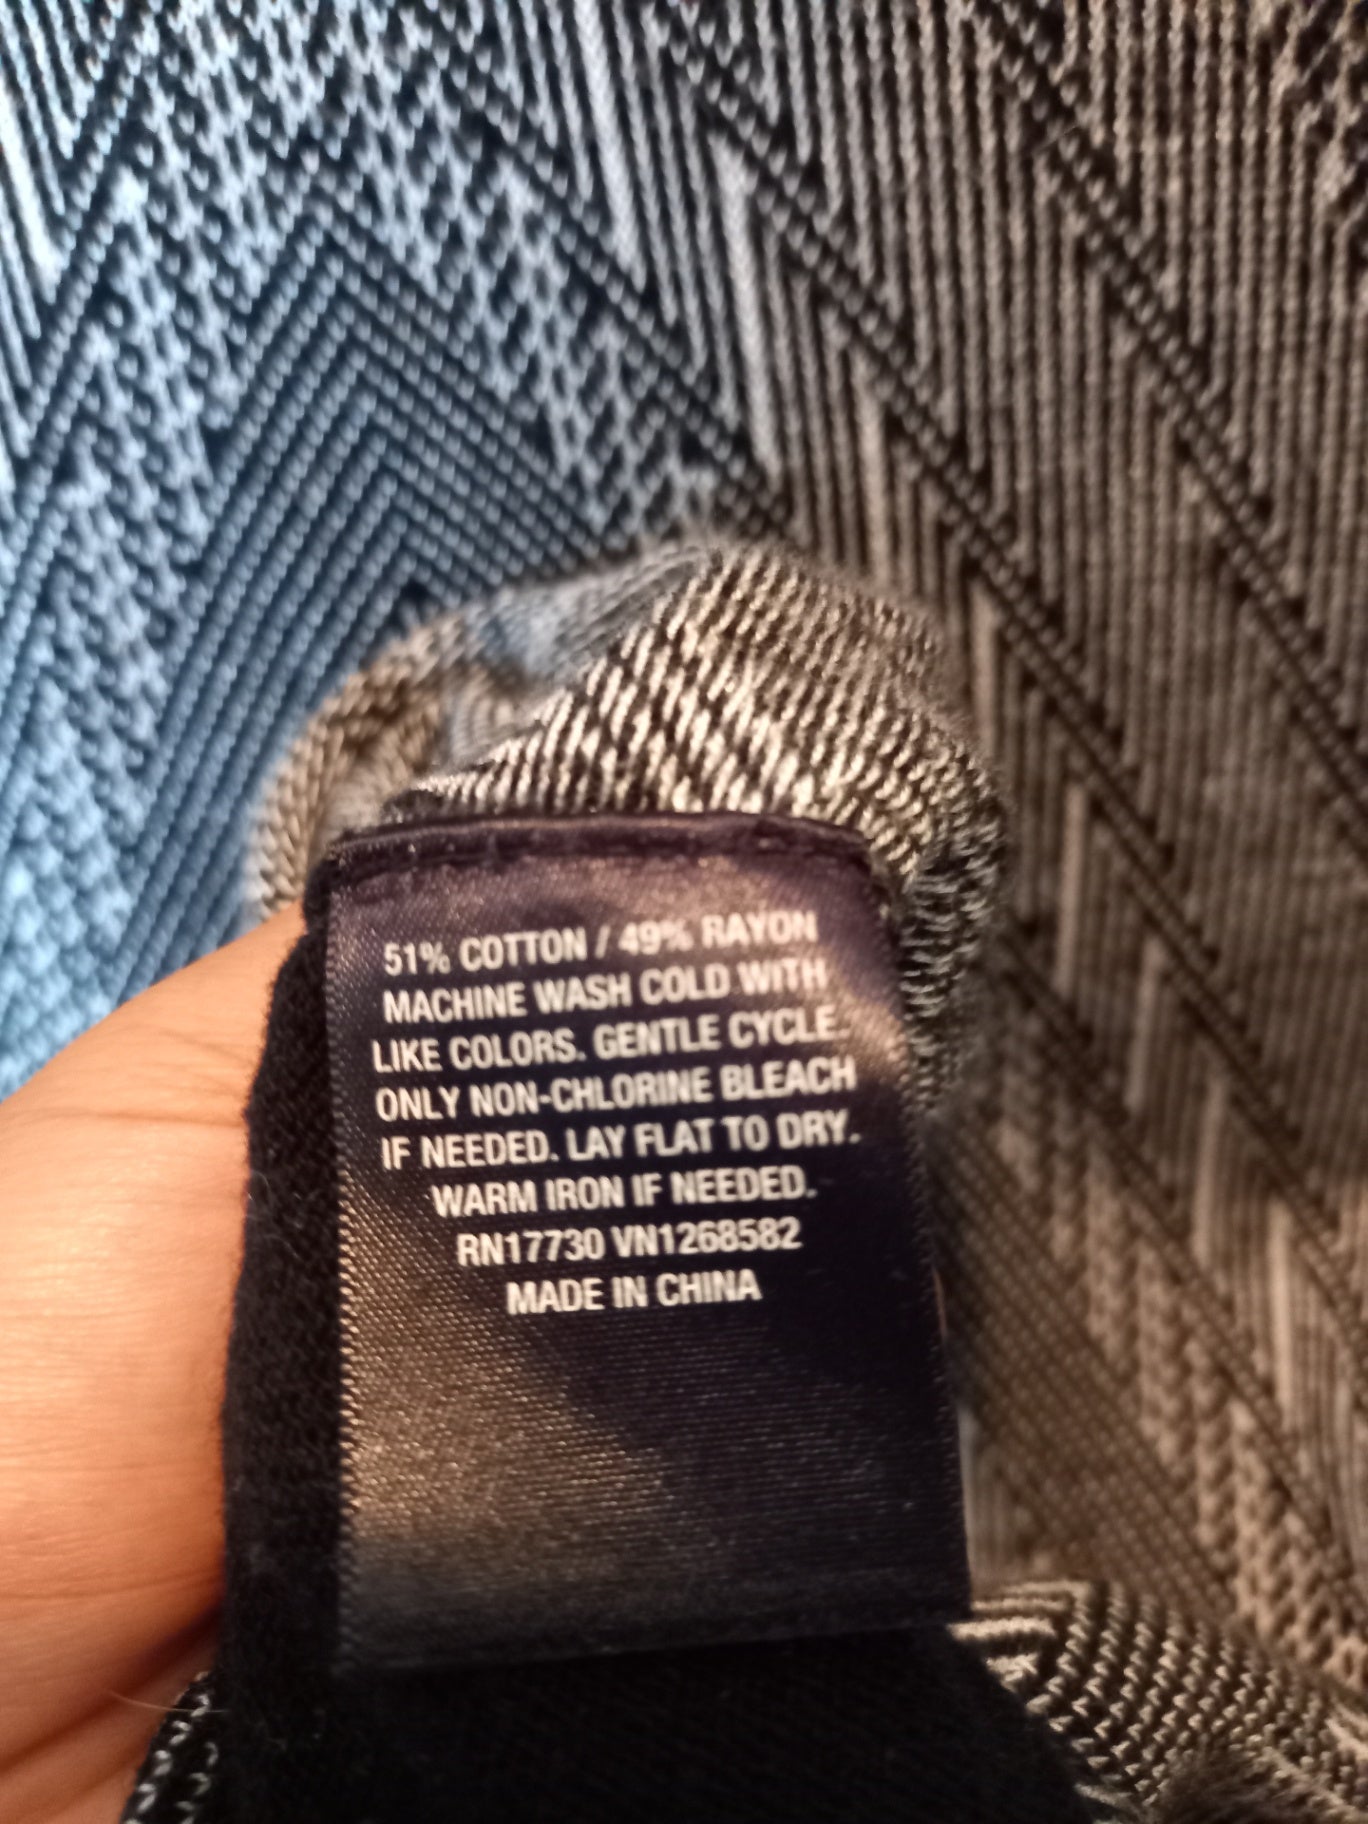 51% COTTON / 49% RAYON
MACHINE WASH COLD WITH
LIKE COLORS. GENTLE CYCLE.
ONLY NON-CHLORINE BLEACH
IF NEEDED. LAY FLAT TO DRY.
WARM IRON IF NEEDED.
RN17730 VN1268582
MADE IN CHINA